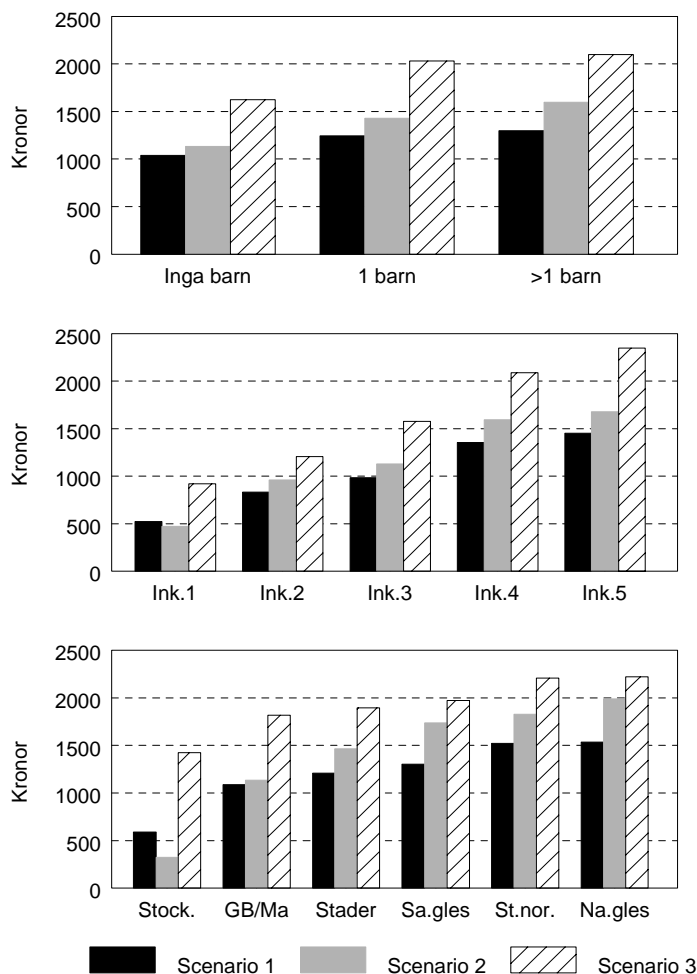 2500
2000
1500
1000
500
0
Kronor
Inga barn 1 barn >1 barn
2500
2000
1500
1000
500
0
Kronor
Ink.1 Ink.2 Ink.3 Ink.4 Ink.5
2500
2000
1500
1000
500
0
Kronor
Stock. GB/Ma Stader Sa.gles St.nor. Na.gles
Scenario 1 Scenario 2 Scenario 3